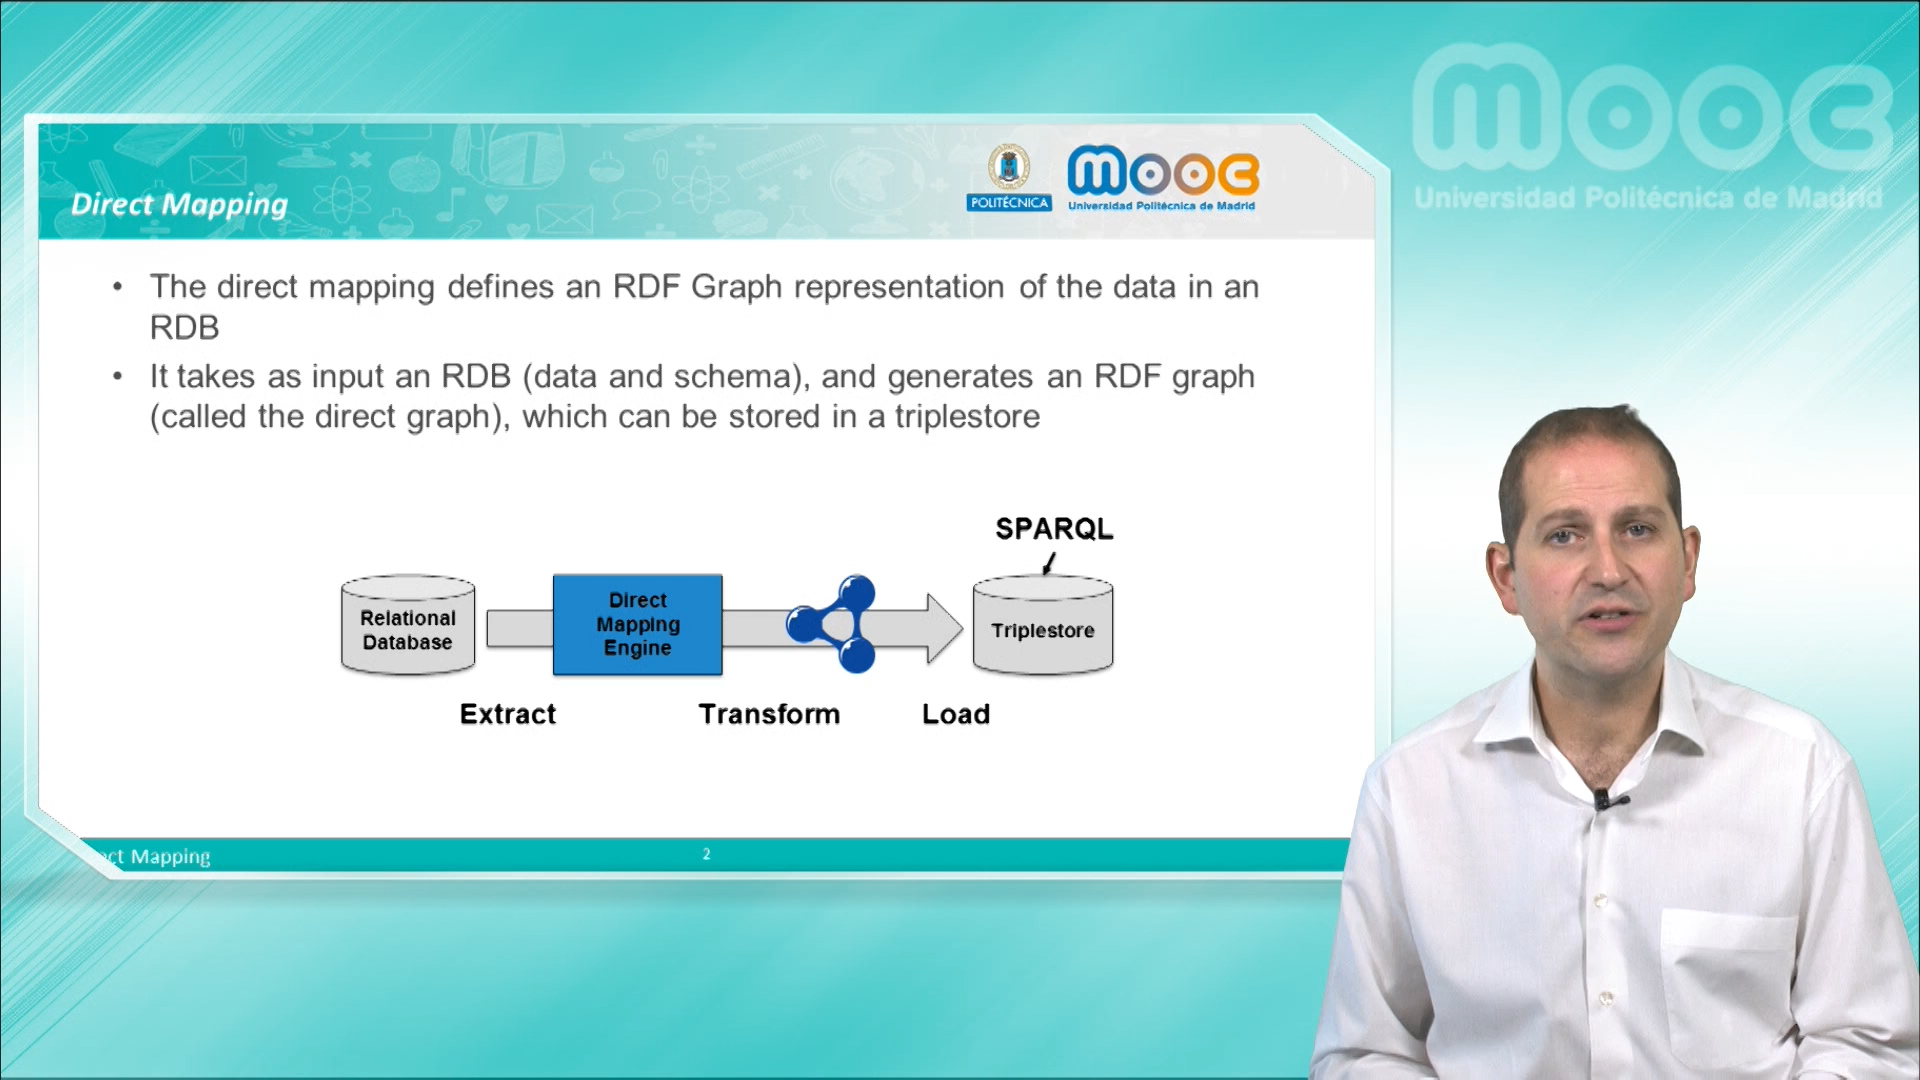 mooc
Universidad Politécnica de Madrid
Direct Mapping
POLITÉCNICA
mooc
Universidad Politécnica de Madrid
• The direct mapping defines an RDF Graph representation of the data in an
RDB
• It takes as input an RDB (data and schema), and generates an RDF graph
(called the direct graph), which can be stored in a triplestore
SPARQL
Relational
Database
Direct
Mapping
Engine
Triplestore
Extract
Transform
Load
ct Mapping
2